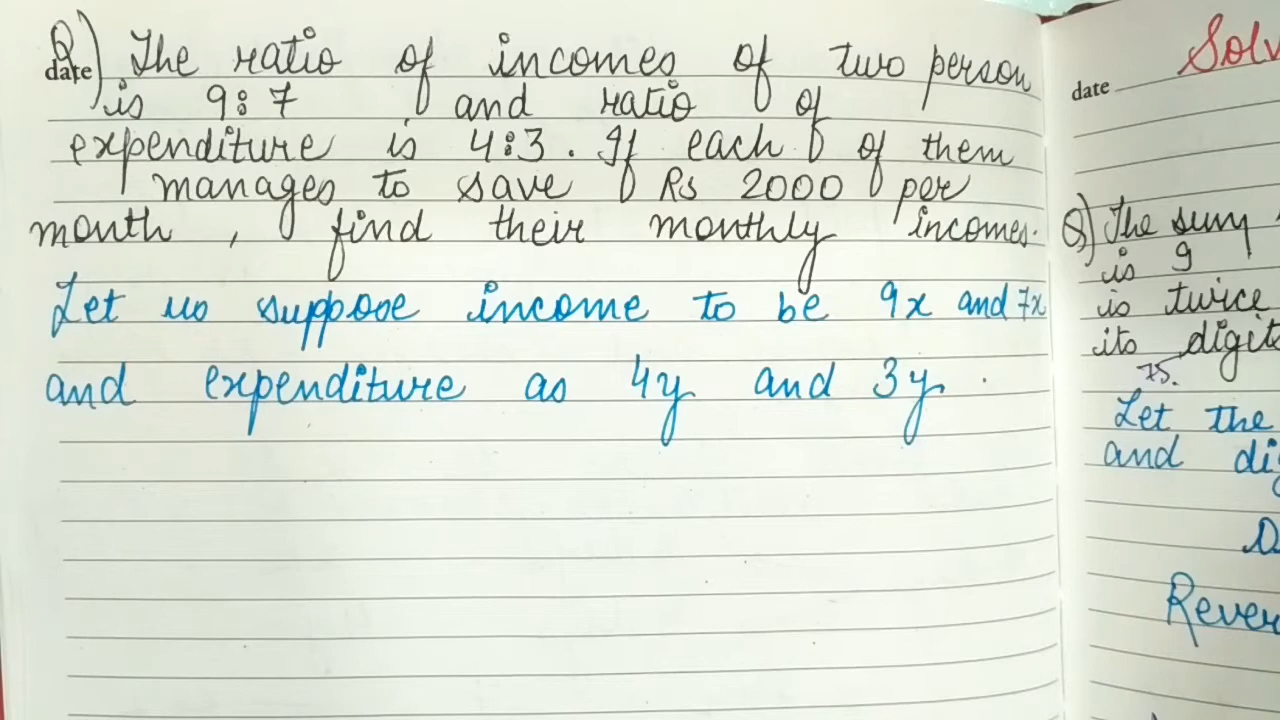 Q) The ratio of incomes of two person
date
is 9:7 and ratio of
expenditure is 4:3. If each of them
manages to save Rs 2000 per
month, find their monthly incomes.
Let us suppose income to be 9x and 7x
and expenditure as 4y and 3y.
date
Q) The sum
is 9
is twice
its digits
75.
Let the
and
Rever